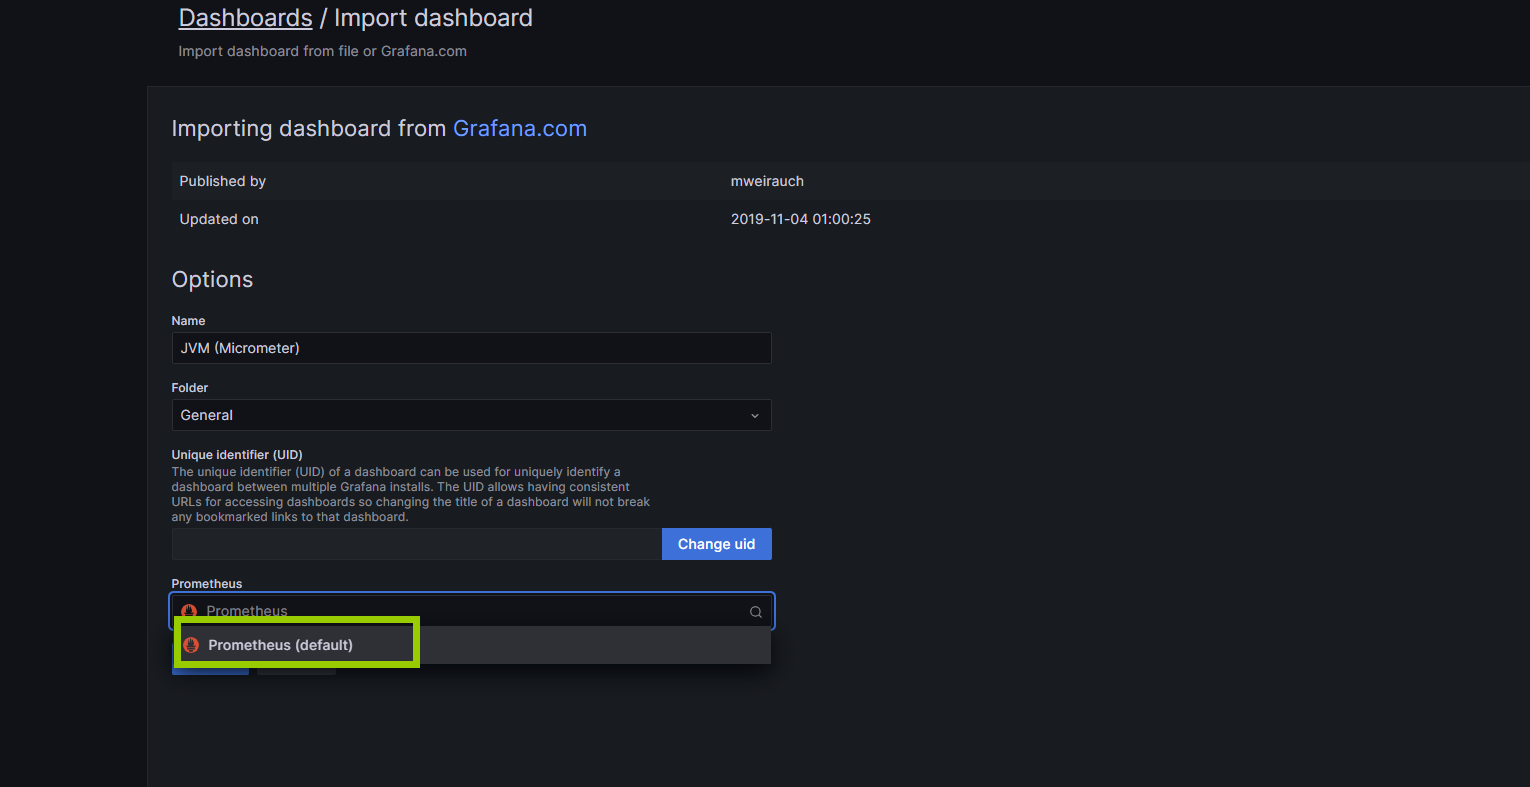 Dashboards / Import dashboard
Import dashboard from file or Grafana.com
Importing dashboard from Grafana.com
Published by mweirauch
Updated on 2019-11-04 01:00:25
Options
Name
JVM (Micrometer)
Folder
General
Unique identifier (UID)
The unique identifier (UID) of a dashboard can be used for uniquely identify a
dashboard between multiple Grafana installs. The UID allows having consistent
URLs for accessing dashboards so changing the title of a dashboard will not break
any bookmarked links to that dashboard.
Change uid
Prometheus
Prometheus
Prometheus (default)